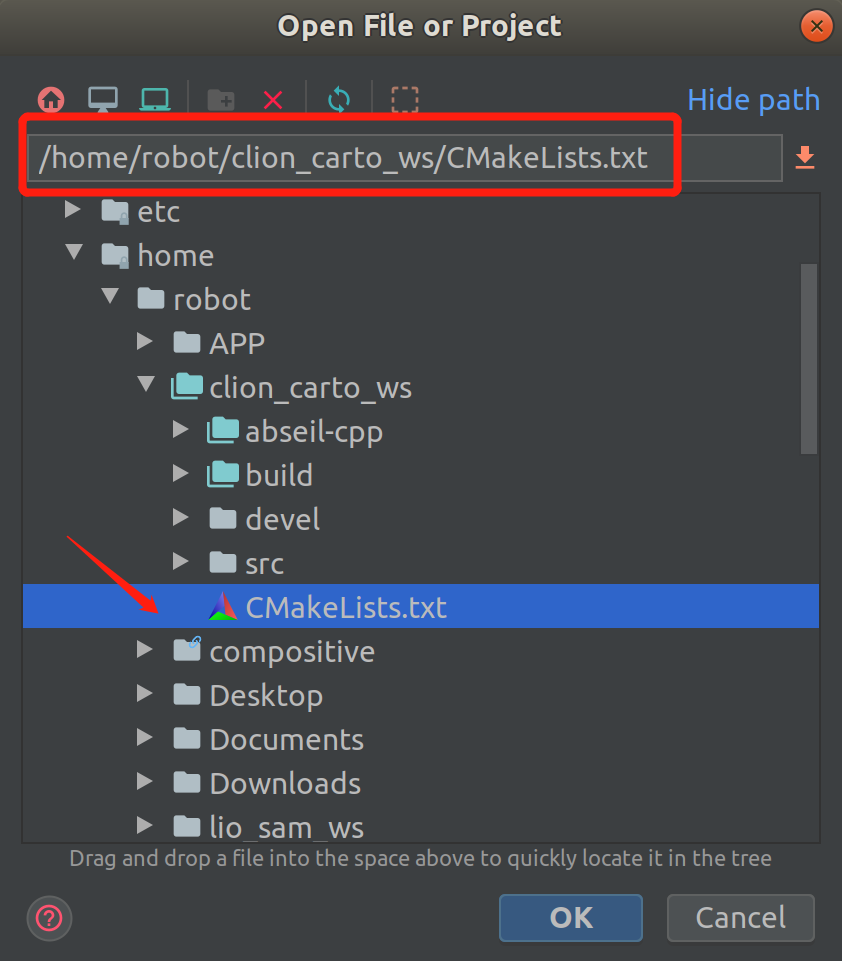 Open File or Project
Hide path
/home/robot/clion_carto_ws/CMakeLists.txt
etc
home
robot
APP
clion_carto_ws
abseil-cpp
build
devel
src
CMakeLists.txt
compositive
Desktop
Documents
Downloads
lio_sam_ws
Drag and drop a file into the space above to quickly locate it in the tree
OK Cancel